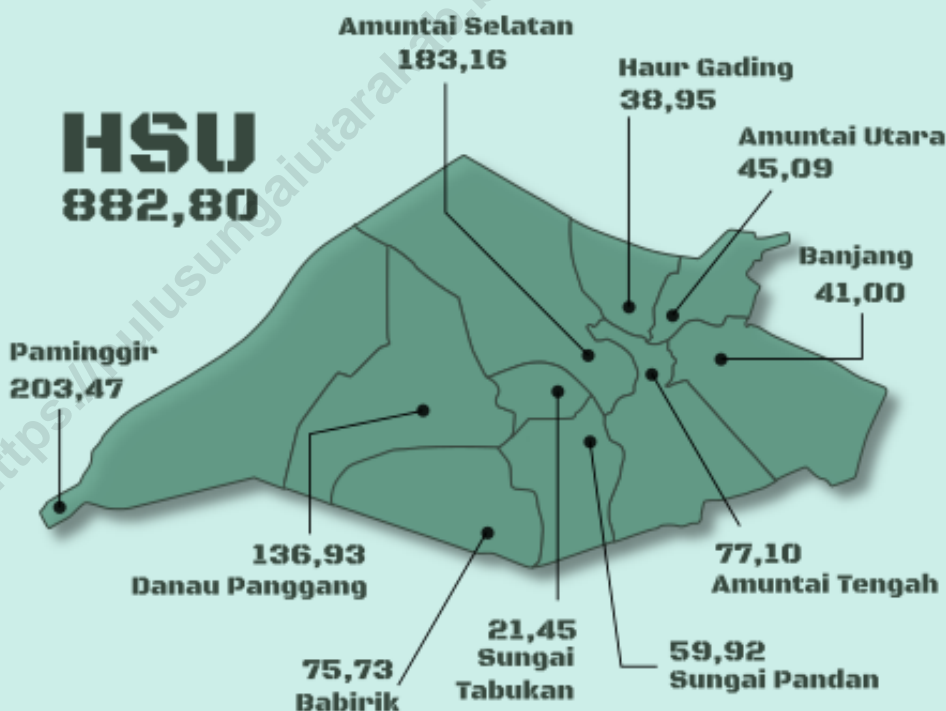 Amuntai Selatan
183,16
Haur Gading
38,95
HSU
882,80
Amuntai Utara
45,09
Banjang
41,00
Paminggir
203,47
136,93
Danau Panggang
77,10
Amuntai Tengah
21,45
Sungai
Tabukan
59,92
Sungai Pandan
75,73
Babirik